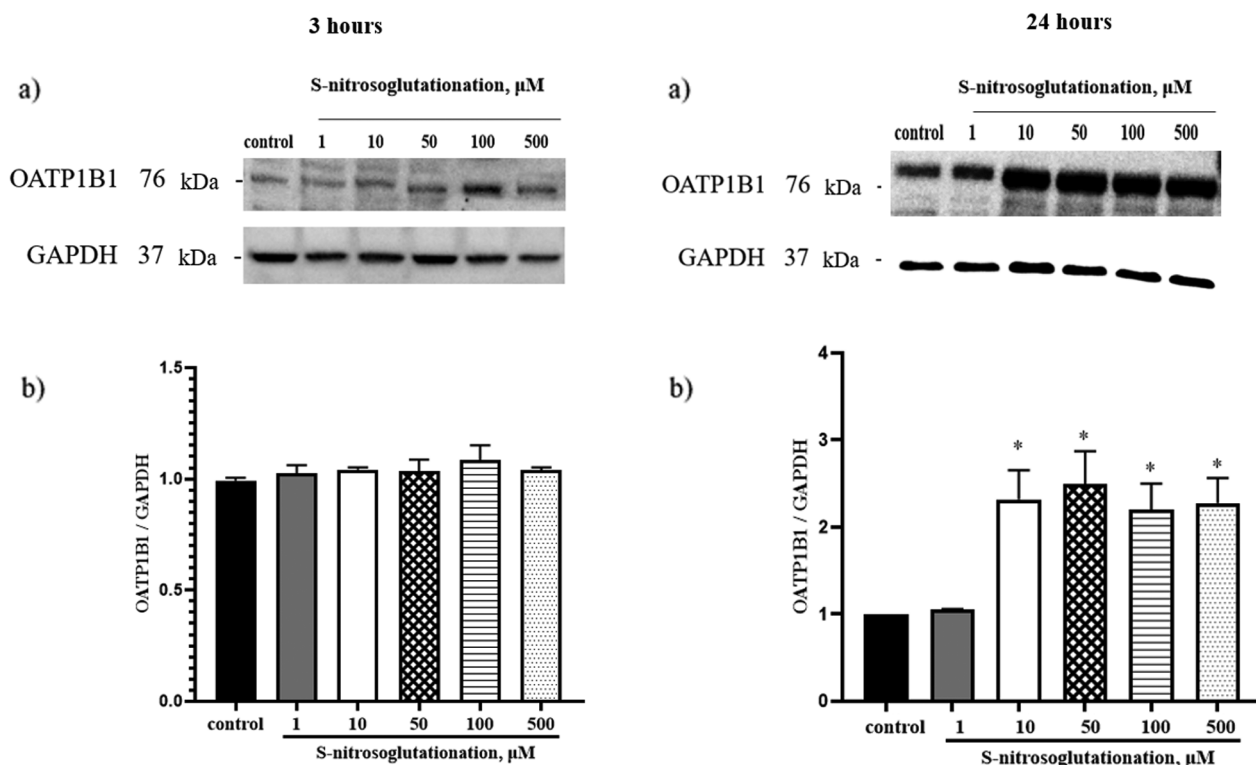 3 hours
a)
S-nitrosoglutationation, μM
control 1 10 50 100 500
OATP1B1 76 kDa -
GAPDH 37 kDa -
b)
1.5
1.0
0.5
0.0
OATP1B1 / GAPDH
control 1 10 50 100 500
S-nitrosoglutationation, μM
24 hours
a)
S-nitrosoglutationation, μM
control 1 10 50 100 500
OATP1B1 76 kDa -
GAPDH 37 kDa -
b)
4
3
2
1
0
OATP1B1 / GAPDH
* * * *
control 1 10 50 100 500
S-nitrosoglutationation, μM